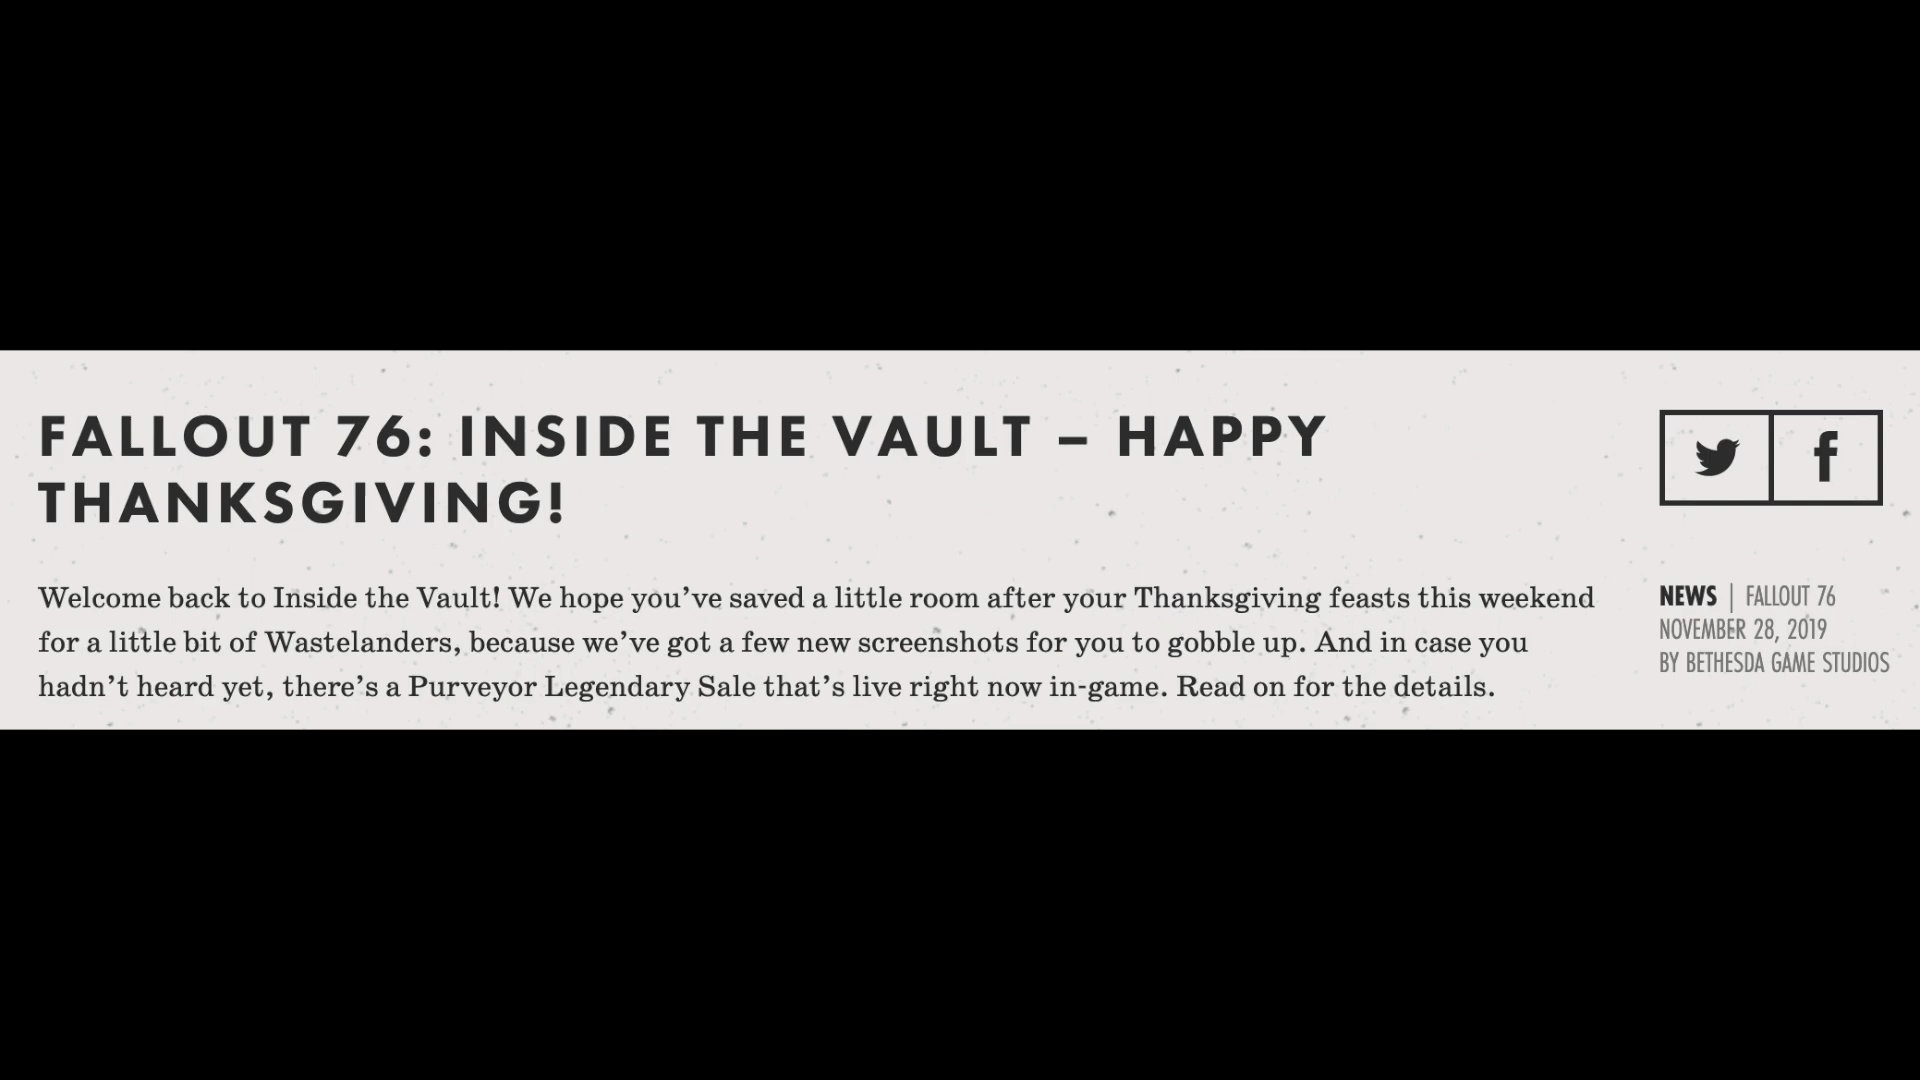 FALLOUT 76: INSIDE THE VAULT – HAPPY
THANKSGIVING!
Welcome back to Inside the Vault! We hope you’ve saved a little room after your Thanksgiving feasts this weekend
for a little bit of Wastelanders, because we’ve got a few new screenshots for you to gobble up. And in case you
hadn’t heard yet, there’s a Purveyor Legendary Sale that’s live right now in-game. Read on for the details.
NEWS | FALLOUT 76
NOVEMBER 28, 2019
BY BETHESDA GAME STUDIOS